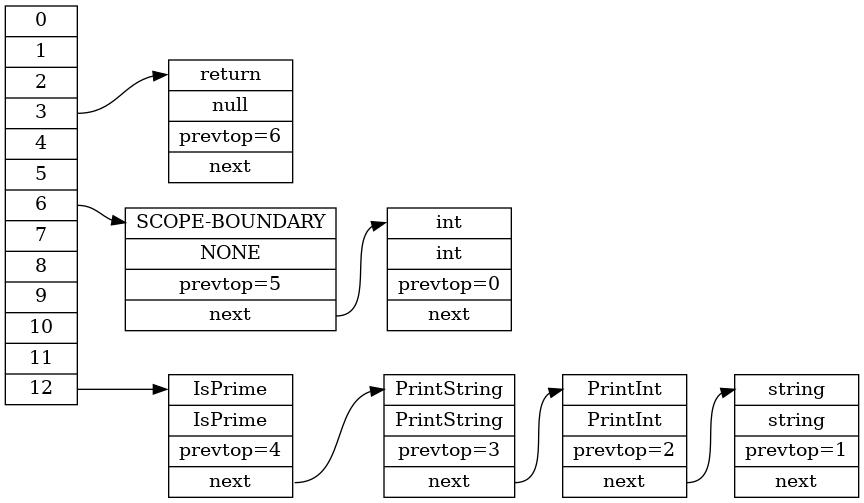 0
1
2
3
4
5
6
7
8
9
10
11
12
return
null
prevtop=6
next
SCOPE-BOUNDARY
NONE
prevtop=5
next
int
int
prevtop=0
next
IsPrime
IsPrime
prevtop=4
next
PrintString
PrintString
prevtop=3
next
PrintInt
PrintInt
prevtop=2
next
string
string
prevtop=1
next